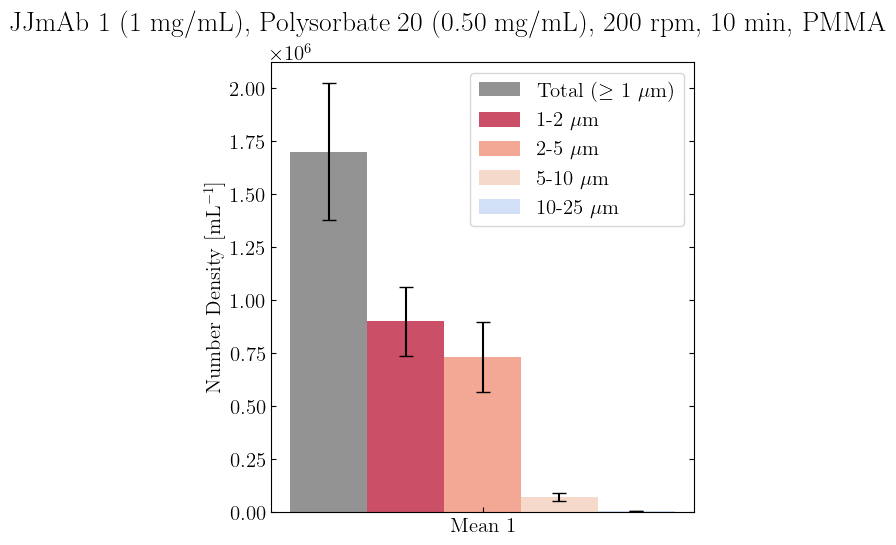 JJmAb 1 (1 mg/mL), Polysorbate 20 (0.50 mg/mL), 200 rpm, 10 min, PMMA
×10⁶
2.00
1.75
1.50
1.25
1.00
0.75
0.50
0.25
0.00
Number Density [mL⁻¹]
Total (≥ 1 μm)
1-2 μm
2-5 μm
5-10 μm
10-25 μm
Mean 1